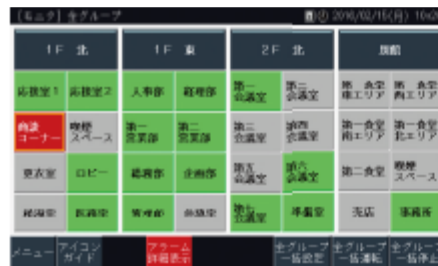 [モニタ] 全グループ
2016/02/15(月) 10:2
1F 北
1F 東
2F 北
別館
応接室1
応接室2
人事部
経理部
第一
会議室
第二
会議室
第一食堂
東エリア
第一食堂
西エリア
商談
コーナー
喫煙
スペース
第一
営業部
第二
営業部
第三
会議室
第四
会議室
第一食堂
南エリア
第一食堂
北エリア
更衣室
ロビー
総務部
企画部
第五
会議室
第六
会議室
第二食堂
喫煙
スペース
医務室
管理部
会議室
第七
会議室
準備室
売店
事務所
メニュー
アイコン
ガイド
アラーム
詳細表示
全グループ
一括設定
全グループ
一括運転
全グループ
一括停止